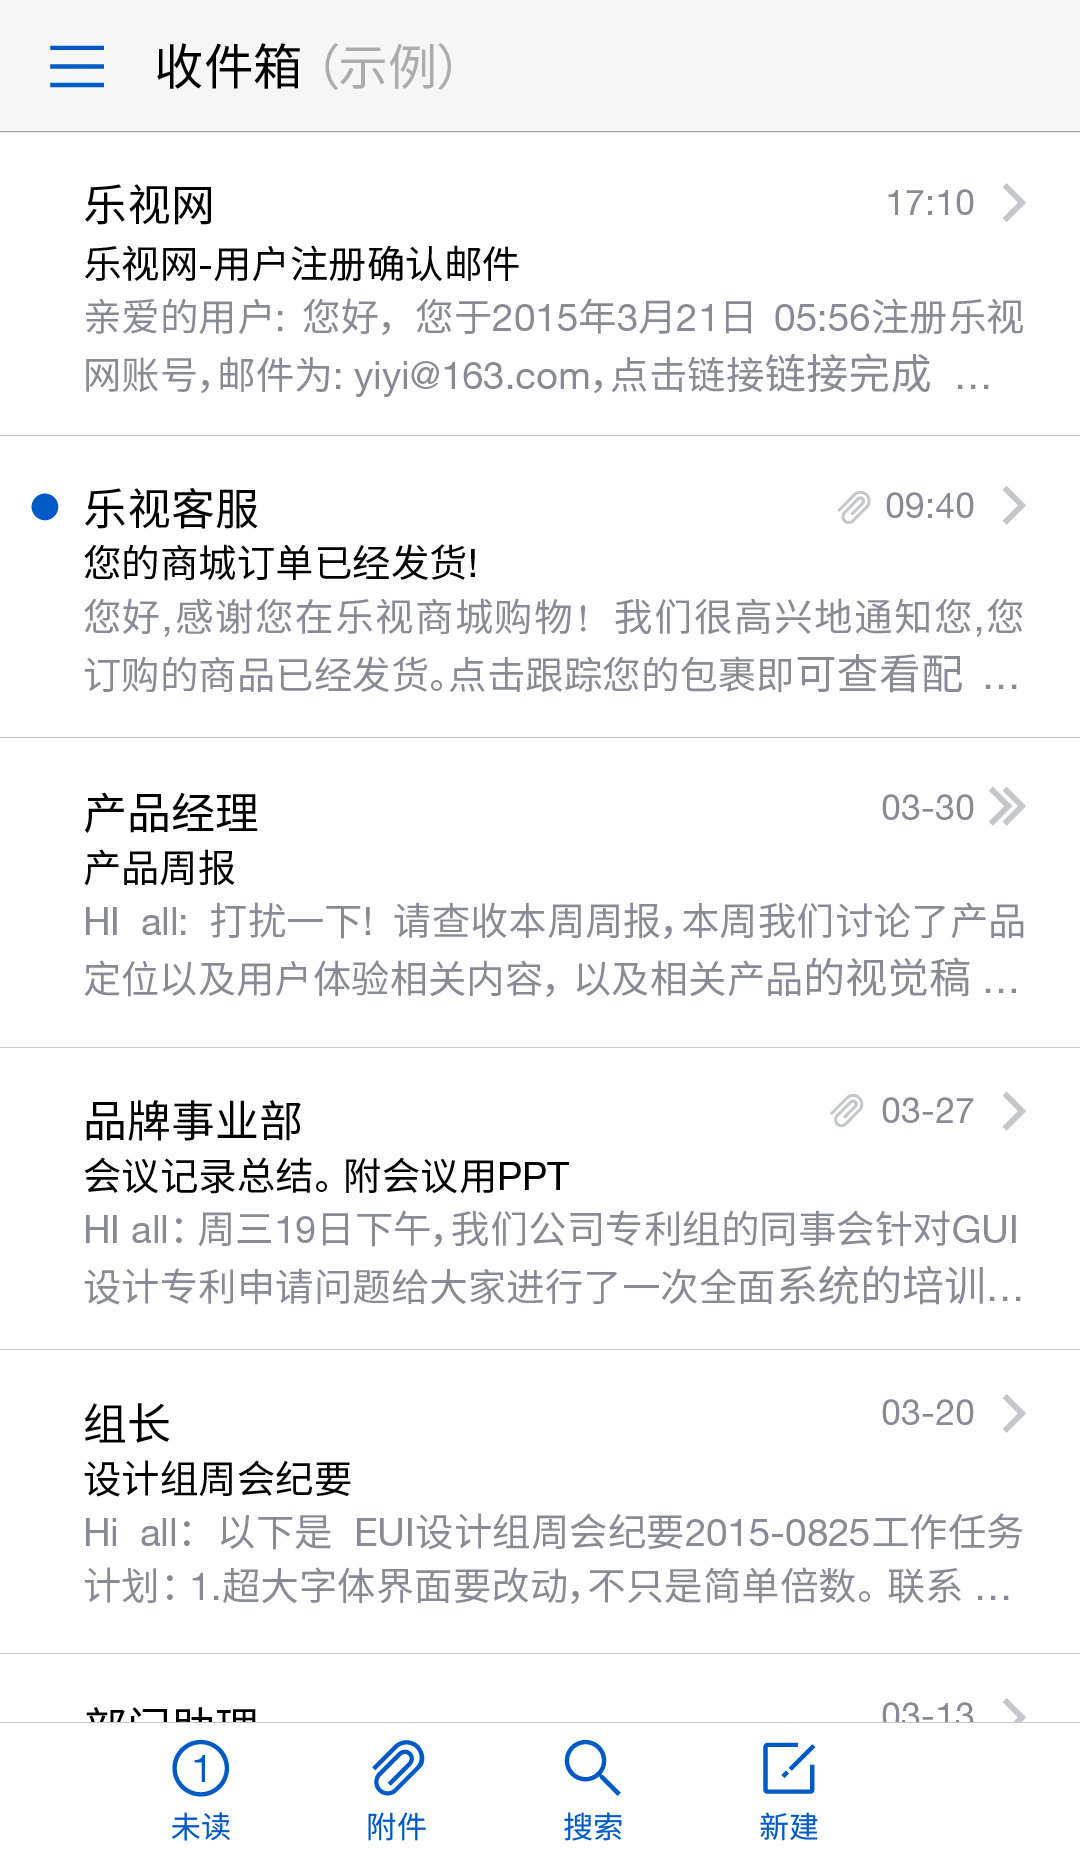 收件箱（示例）
乐视网 17:10
乐视网-用户注册确认邮件
亲爱的用户：您好，您于2015年3月21日 05:56注册乐视
网账号，邮件为: yiyi@163.com，点击链接链接完成 …
乐视客服 09:40
您的商城订单已经发货!
您好,感谢您在乐视商城购物！我们很高兴地通知您,您
订购的商品已经发货。点击跟踪您的包裹即可查看配 …
产品经理 03-30
产品周报
HI all: 打扰一下! 请查收本周周报，本周我们讨论了产品
定位以及用户体验相关内容，以及相关产品的视觉稿 …
品牌事业部 03-27
会议记录总结。附会议用PPT
HI all：周三19日下午，我们公司专利组的同事会针对GUI
设计专利申请问题给大家进行了一次全面系统的培训…
组长 03-20
设计组周会纪要
Hi all：以下是 EUI设计组周会纪要2015-0825工作任务
计划：1.超大字体界面要改动，不只是简单倍数。联系 …
部门助理 03-13
1
未读 附件 搜索 新建